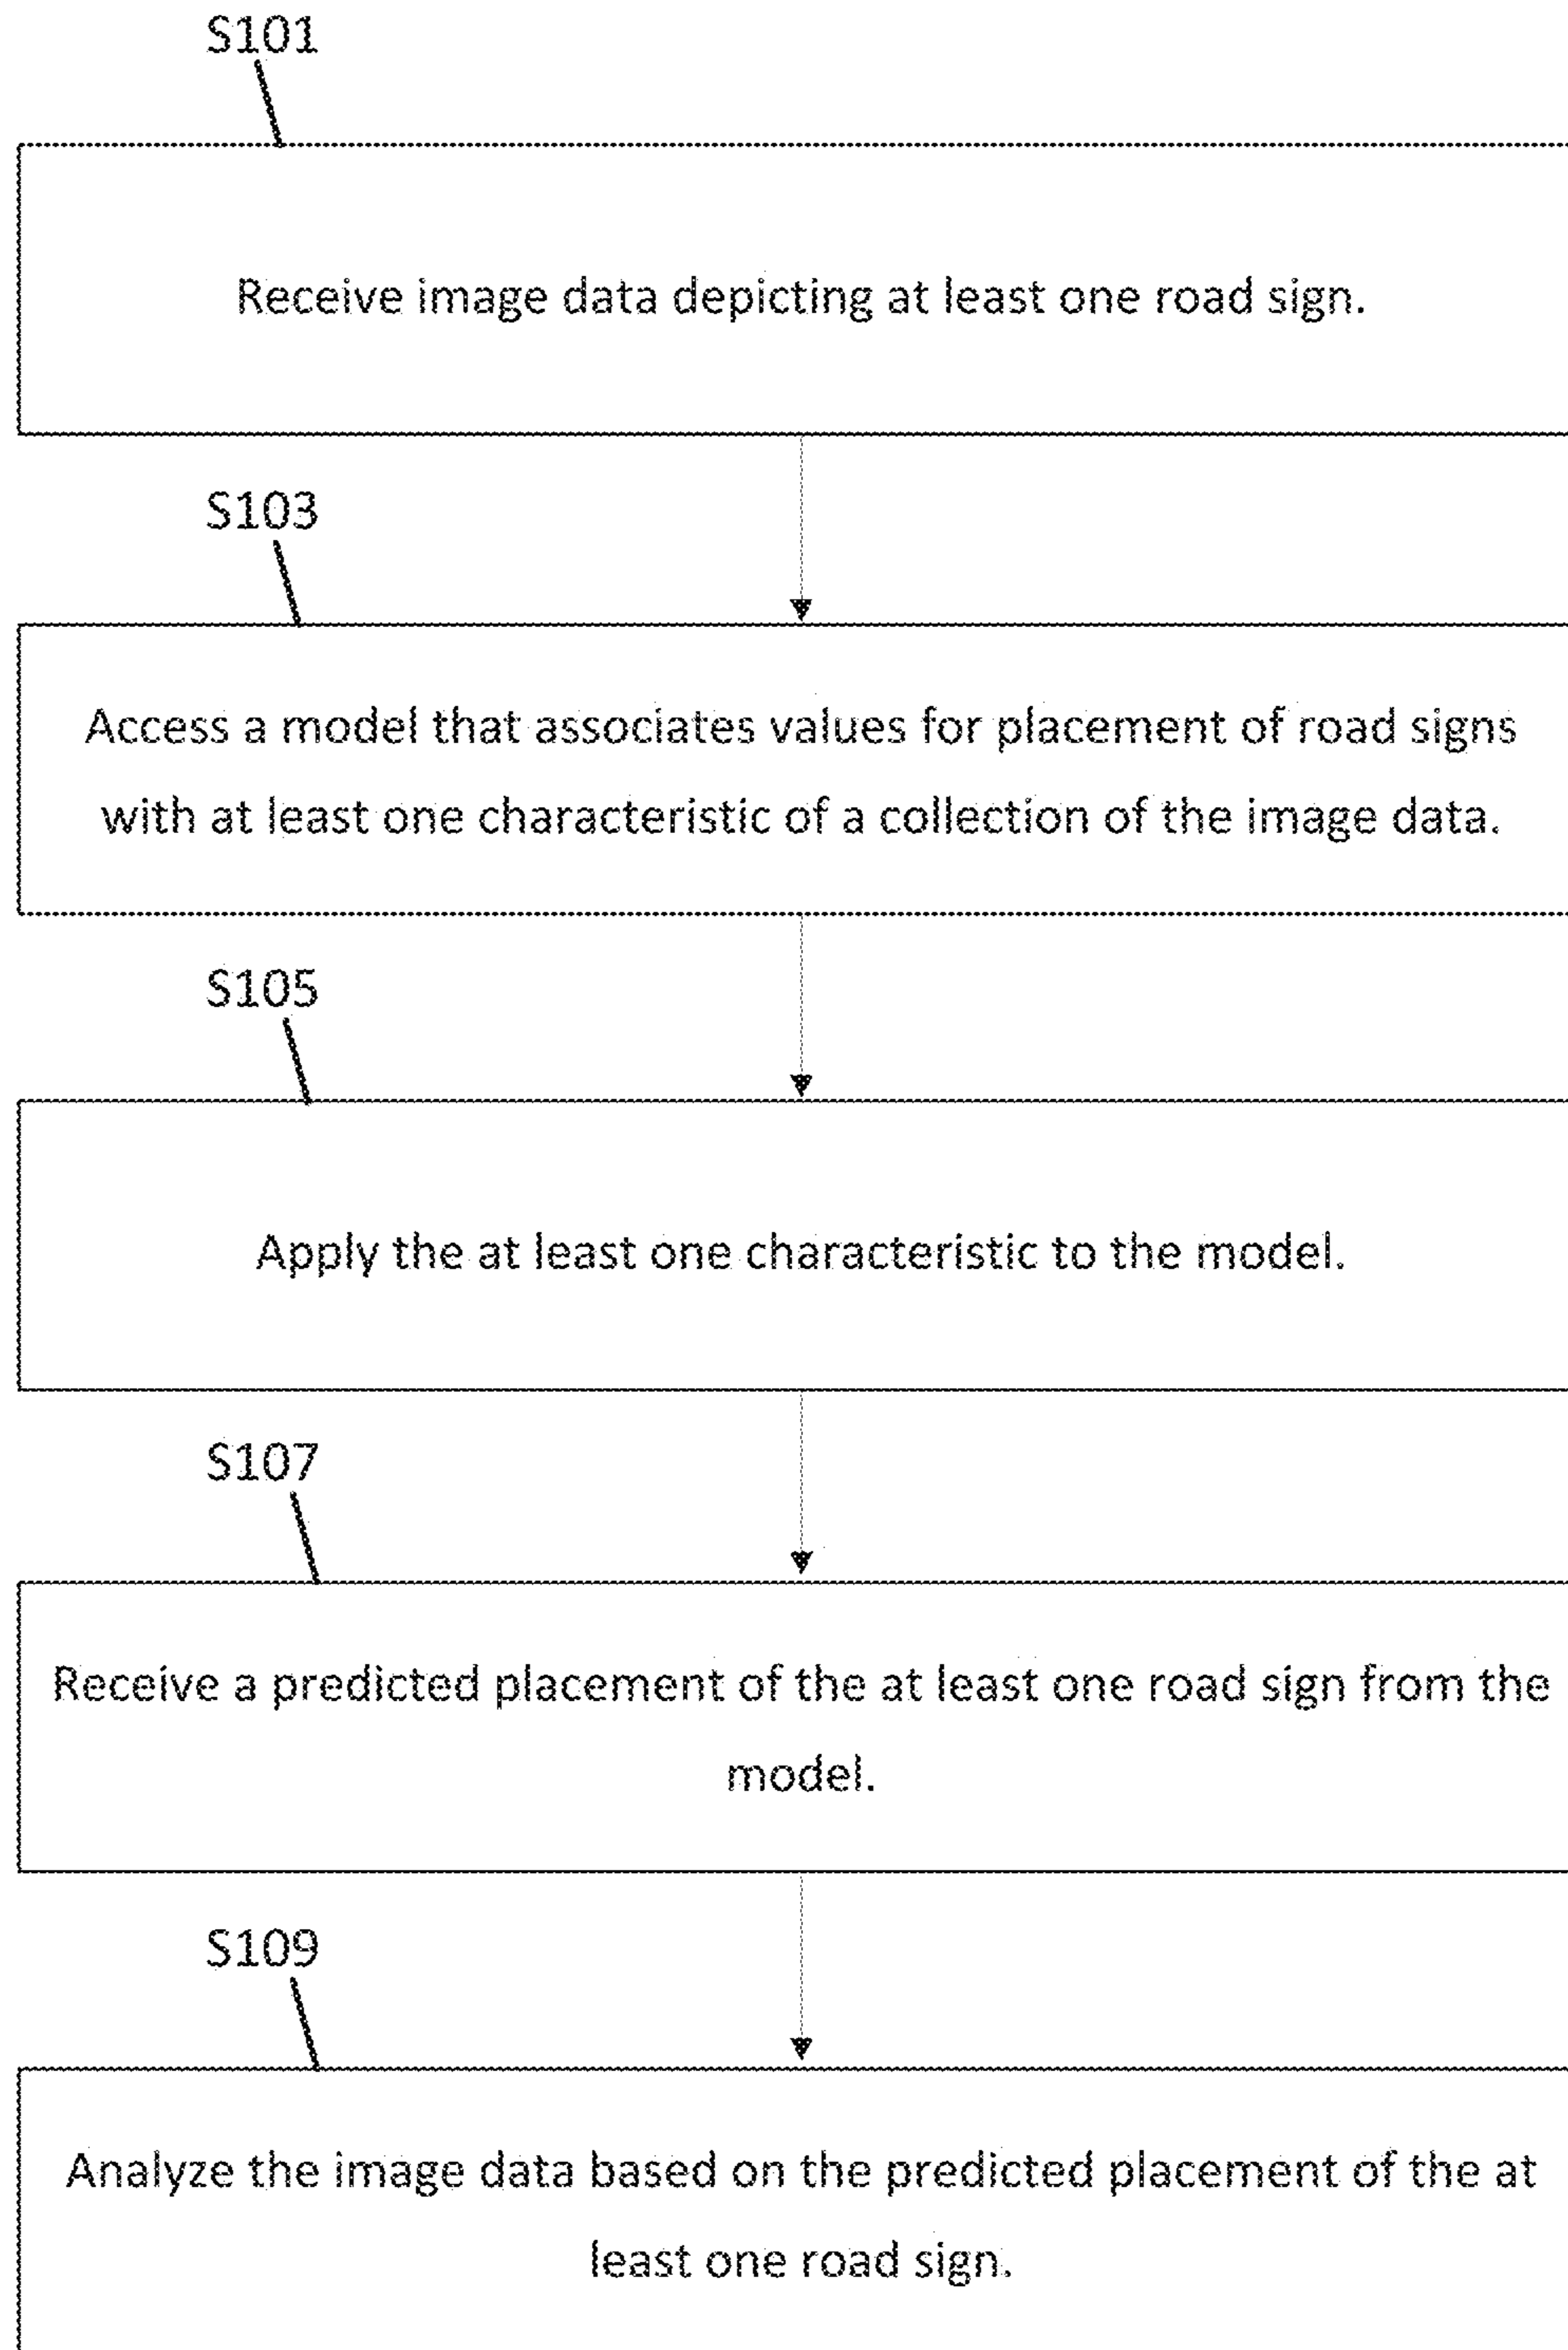 S101
Receive image data depicting at least one road sign.
S103
Access a model that associates values for placement of road signs
with at least one characteristic of a collection of the image data.
S105
Apply the at least one characteristic to the model.
S107
Receive a predicted placement of the at least one road sign from the
model.
S109
Analyze the image data based on the predicted placement of the at
least one road sign.